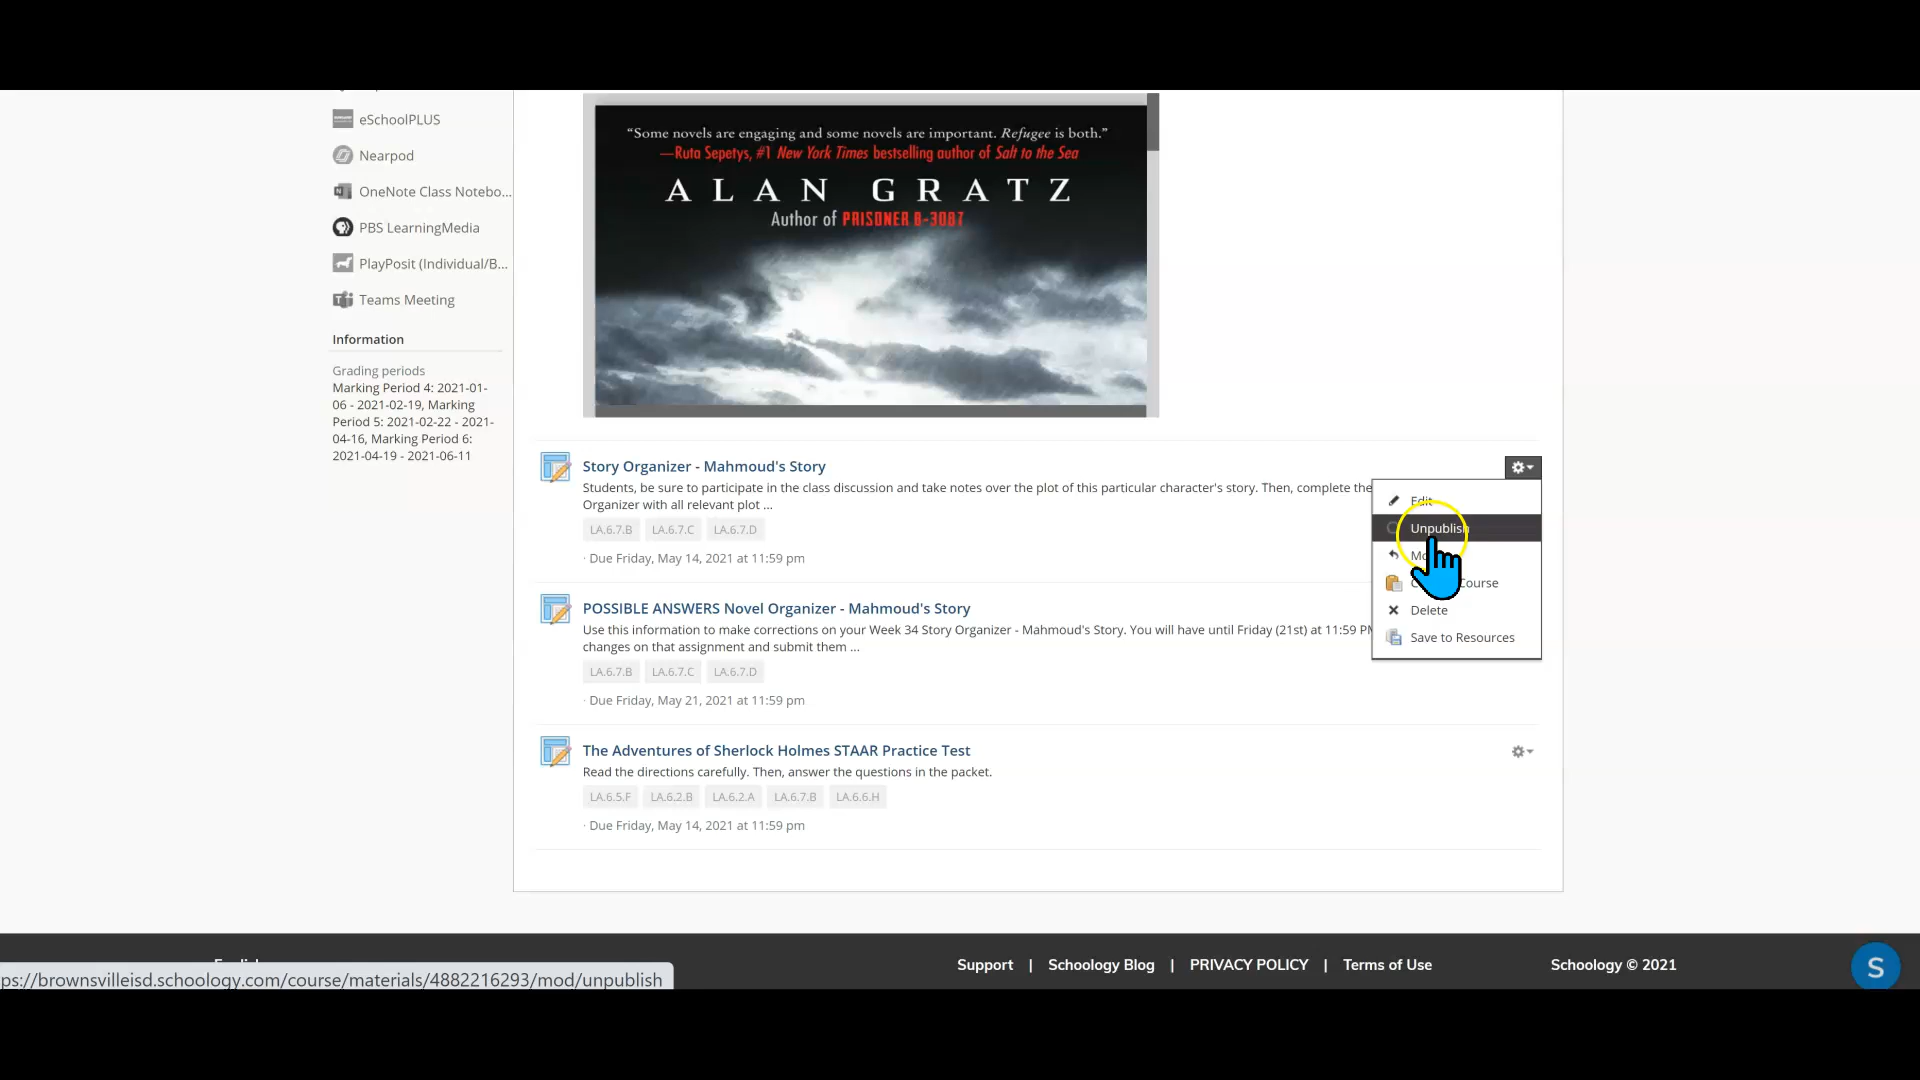 eSchoolPLUS
Nearpod
OneNote Class Notebo...
PBS LearningMedia
PlayPosit (Individual/B...
Teams Meeting
Information
Grading periods
Marking Period 4: 2021-01-
06 - 2021-02-19, Marking
Period 5: 2021-02-22 - 2021-
04-16, Marking Period 6:
2021-04-19 - 2021-06-11
“Some novels are engaging and some novels are important. Refugee is both.”
—Ruta Sepetys, #1 New York Times bestselling author of Salt to the Sea
ALAN GRATZ
Author of PRISONER B-3087
Story Organizer - Mahmoud's Story
Students, be sure to participate in the class discussion and take notes over the plot of this particular character's story. Then, complete the
Organizer with all relevant plot ...
LA.6.7.B LA.6.7.C LA.6.7.D
· Due Friday, May 14, 2021 at 11:59 pm
Edit
Unpublish
Course
Delete
Save to Resources
POSSIBLE ANSWERS Novel Organizer - Mahmoud's Story
Use this information to make corrections on your Week 34 Story Organizer - Mahmoud's Story. You will have until Friday (21st) at 11:59 PM
changes on that assignment and submit them ...
LA.6.7.B LA.6.7.C LA.6.7.D
· Due Friday, May 21, 2021 at 11:59 pm
The Adventures of Sherlock Holmes STAAR Practice Test
Read the directions carefully. Then, answer the questions in the packet.
LA.6.5.F LA.6.2.B LA.6.2.A LA.6.7.B LA.6.6.H
· Due Friday, May 14, 2021 at 11:59 pm
Support | Schoology Blog | PRIVACY POLICY | Terms of Use
Schoology © 2021
S
ps://brownsvilleisd.schoology.com/course/materials/4882216293/mod/unpublish